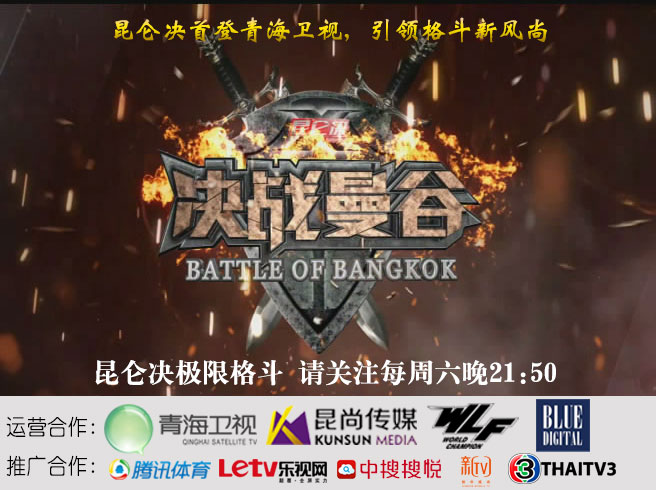 昆仑决首登青海卫视，引领格斗新风尚
昆仑决
决战曼谷
BATTLE OF BANGKOK
昆仑决极限格斗 请关注每周六晚21:50
运营合作： 青海卫视 QINGHAI SATELLITE TV 昆尚传媒 KUNSUN MEDIA WLF WORLD CHAMPION BLUE DIGITAL
推广合作： 腾讯体育 Letv乐视网 中搜搜悦 新TV 3 THAITV3